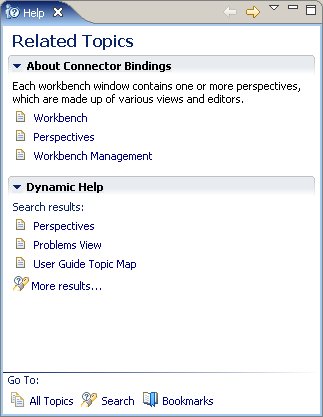 Help
Related Topics
About Connector Bindings
Each workbench window contains one or more perspectives,
which are made up of various views and editors.
Workbench
Perspectives
Workbench Management
Dynamic Help
Search results:
Perspectives
Problems View
User Guide Topic Map
More results...
Go To:
All Topics Search Bookmarks